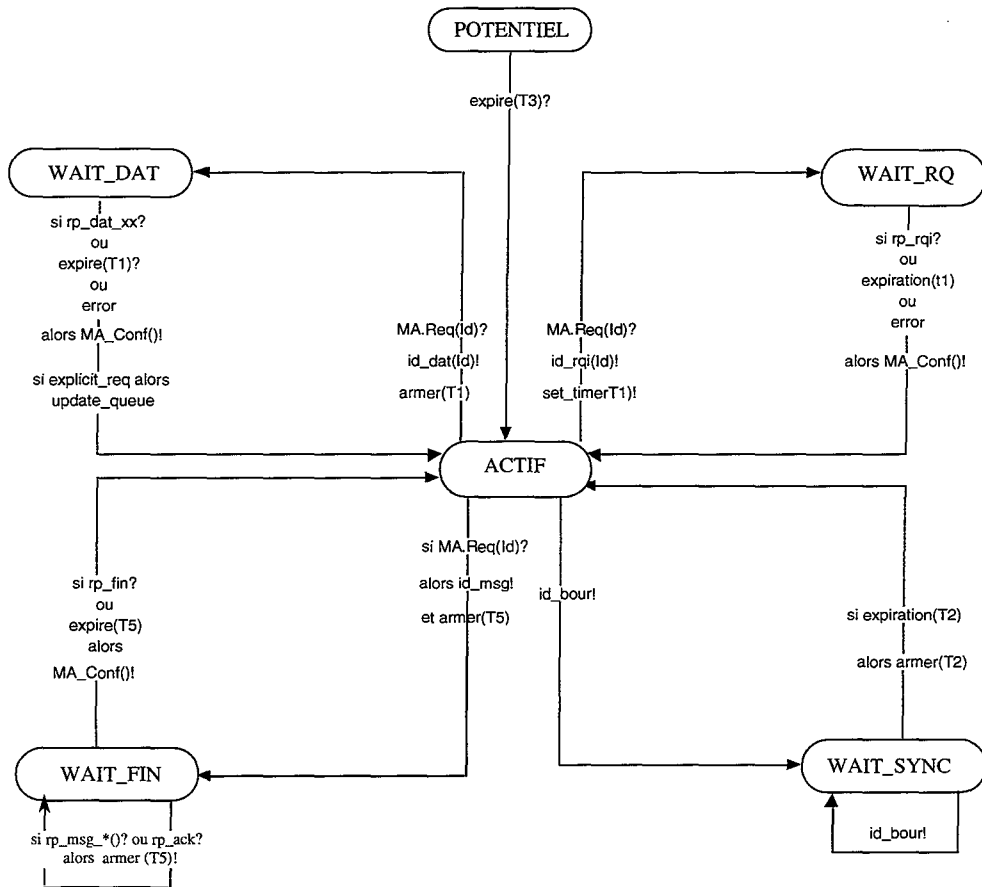 POTENTIEL
expire(T3)?
WAIT_DAT
si rp_dat_xx?
ou
expire(T1)?
ou
error
alors MA_Conf()!
si explicit_req alors
update_queue
MA.Req(Id)?
id_dat(Id)!
armer(T1)
MA.Req(Id)?
id_rqi(Id)!
set_timerT1)!
WAIT_RQ
si rp_rqi?
ou
expiration(t1)
ou
error
alors MA_Conf()!
ACTIF
si rp_fin?
ou
expire(T5)
alors
MA_Conf()!
si MA.Req(Id)?
alors id_msg!
et armer(T5)
id_bour!
si expiration(T2)
alors armer(T2)
WAIT_FIN
si rp_msg_*()? ou rp_ack?
alors armer (T5)!
WAIT_SYNC
id_bour!